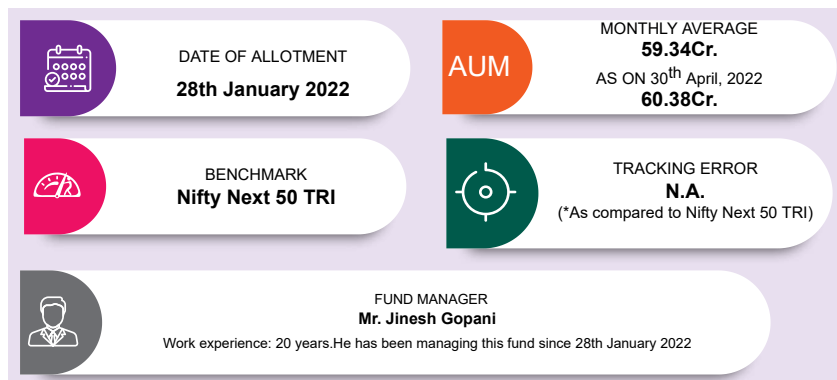 DATE OF ALLOTMENT
28th January 2022
AUM
MONTHLY AVERAGE
59.34Cr.
AS ON 30th April, 2022
60.38Cr.
BENCHMARK
Nifty Next 50 TRI
TRACKING ERROR
N.A.
(*As compared to Nifty Next 50 TRI)
FUND MANAGER
Mr. Jinesh Gopani
Work experience: 20 years.He has been managing this fund since 28th January 2022